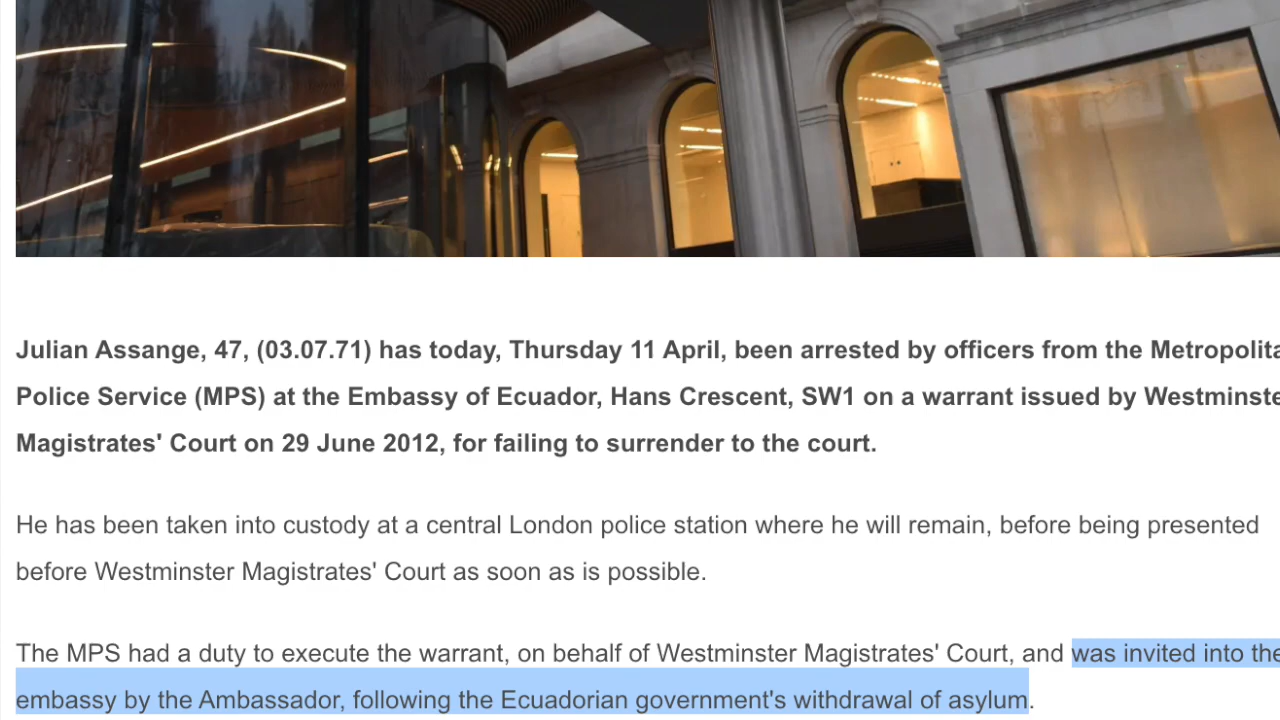 Julian Assange, 47, (03.07.71) has today, Thursday 11 April, been arrested by officers from the Metropolita
Police Service (MPS) at the Embassy of Ecuador, Hans Crescent, SW1 on a warrant issued by Westminste
Magistrates' Court on 29 June 2012, for failing to surrender to the court.
He has been taken into custody at a central London police station where he will remain, before being presented
before Westminster Magistrates' Court as soon as is possible.
The MPS had a duty to execute the warrant, on behalf of Westminster Magistrates' Court, and was invited into the
embassy by the Ambassador, following the Ecuadorian government's withdrawal of asylum.